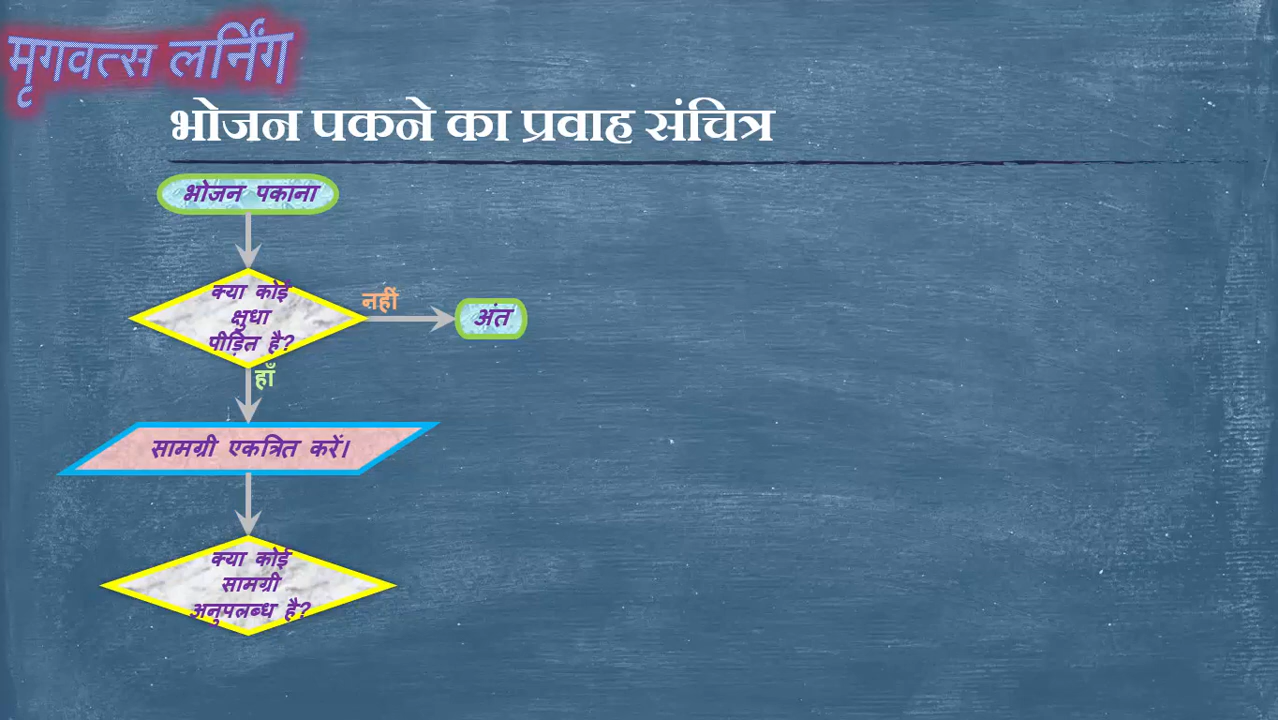 मृगवत्स लर्निंग
भोजन पकने का प्रवाह संचित्र
भोजन पकाना
क्या कोई
क्षुधा
पीड़ित है?
नहीं
अंत
हाँ
सामग्री एकत्रित करें।
क्या कोई
सामग्री
अनुपलब्ध है?